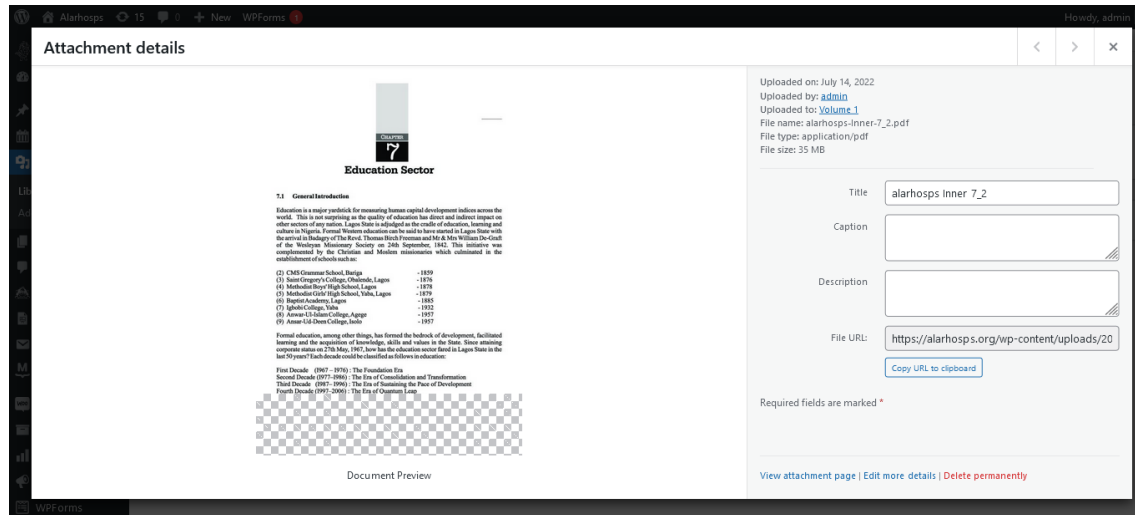 Alarhosps 15 0 + New WPForms 1 Howdy, admin
Attachment details
Uploaded on: July 14, 2022
Uploaded by: admin
Uploaded to: Volume 1
File name: alarhosps-Inner-7_2.pdf
File type: application/pdf
File size: 35 MB
Title alarhosps Inner 7_2
Caption
Description
File URL: https://alarhosps.org/wp-content/uploads/20
Copy URL to clipboard
Required fields are marked *
View attachment page | Edit more details | Delete permanently
CHAPTER
7
Education Sector
7.1 General Introduction
Education is a major yardstick for measuring human capital development indices across the
world. This is not surprising as the quality of education has direct and indirect impact on
other sectors of any nation. Lagos State is adjudged as the cradle of education, learning and
culture in Nigeria. Formal Western education can be said to have started in Lagos State with
the arrival in Badagry of The Revd. Thomas Birch Freeman and Mr & Mrs William De-Graft
of the Wesleyan Missionary Society on 24th September, 1842. This initiative was
complemented by the Christian and Moslem missionaries which culminated in the
establishment of schools such as:
(2) CMS Grammar School, Bariga - 1859
(3) Saint Gregory's College, Obalende, Lagos - 1876
(4) Methodist Boys' High School, Lagos - 1878
(5) Methodist Girls' High School, Yaba, Lagos - 1879
(6) Baptist Academy, Lagos - 1885
(7) Igbobi College, Yaba - 1932
(8) Anwar-Ul-Islam College, Agege - 1957
(9) Ansar-Ud-Deen College, Isolo - 1957
Formal education, among other things, has formed the bedrock of development, facilitated
learning and the acquisition of knowledge, skills and values in the State. Since attaining
corporate status on 27th May, 1967, how has the education sector fared in Lagos State in the
last 50 years? Each decade could be classified as follows in education:
First Decade (1967 - 1976) : The Foundation Era
Second Decade (1977-1986) : The Era of Consolidation and Transformation
Third Decade (1987- 1996) : The Era of Sustaining the Pace of Development
Fourth Decade (1997-2006) : The Era of Quantum Leap
Document Preview
Lib
Ad
WPForms